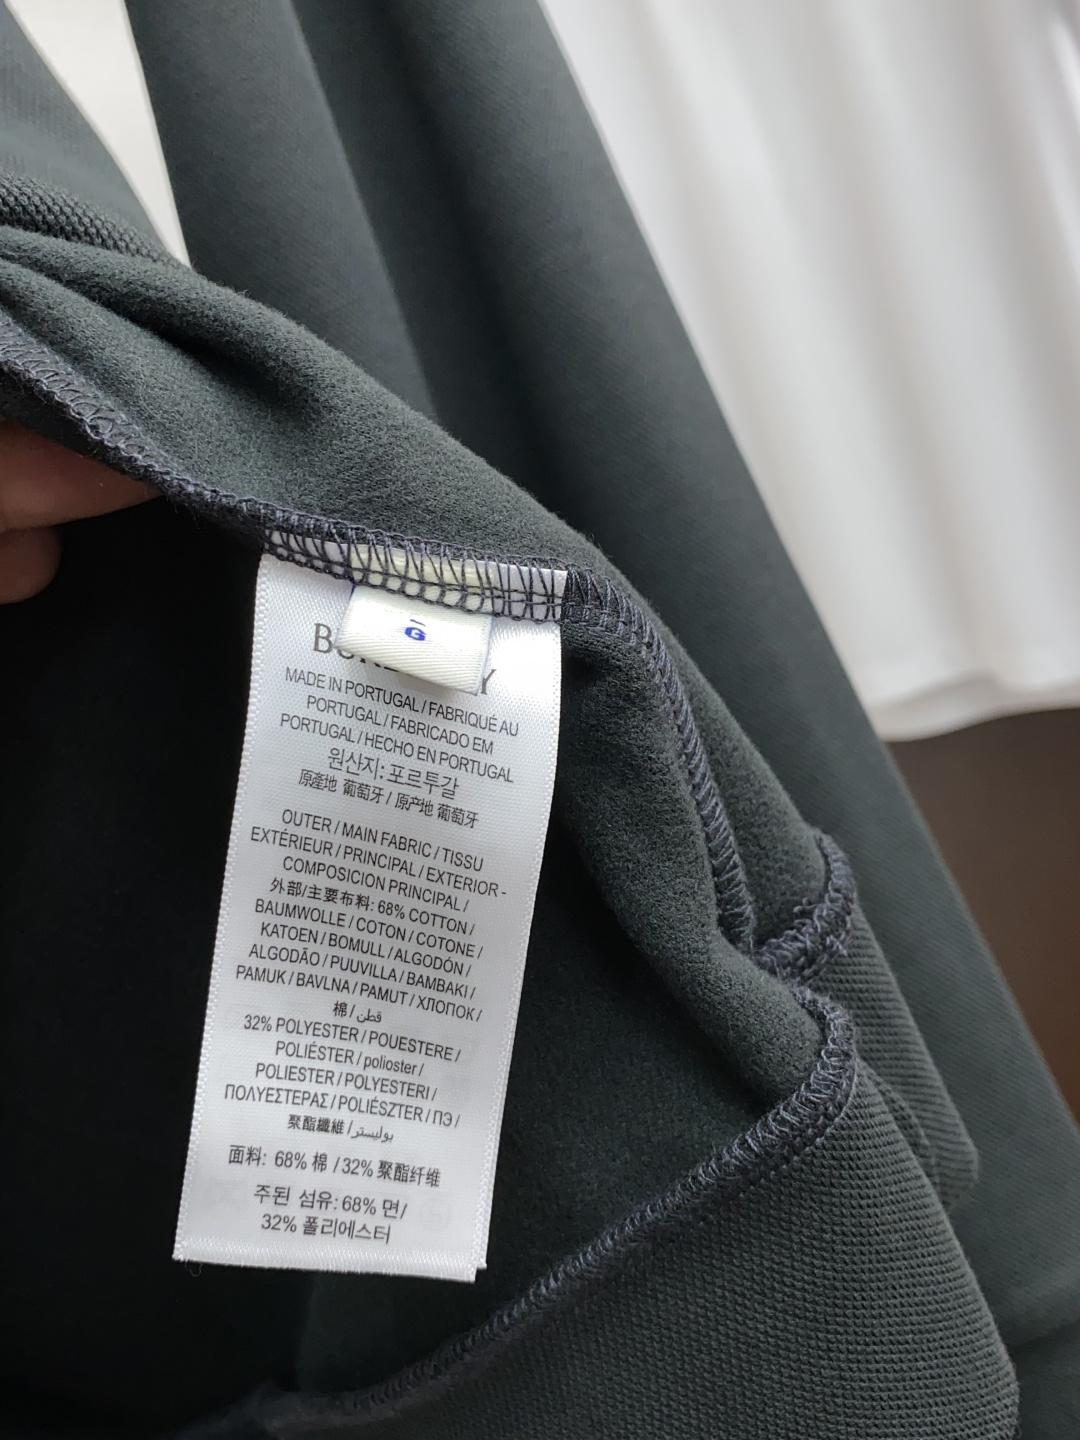 G
MADE IN PORTUGAL / FABRIQUÉ AU
PORTUGAL / FABRICADO EM
PORTUGAL / HECHO EN PORTUGAL
원산지: 포르투갈
原產地 葡萄牙 / 原产地 葡萄牙
OUTER / MAIN FABRIC / TISSU
EXTÉRIEUR / PRINCIPAL / EXTERIOR -
COMPOSICION PRINCIPAL /
外部/主要布料: 68% COTTON /
BAUMWOLLE / COTON / COTONE /
KATOEN / BOMULL / ALGODÓN /
ALGODÃO / PUUVILLA / BAMBAKI /
PAMUK / BAVLNA / PAMUT / ХЛОПОК /
棉 / قطن
32% POLYESTER / POUESTERE /
POLIÉSTER / polioster /
POLIESTER / POLYESTERI /
ΠΟΛΥΕΣΤΕΡΑΣ / POLIÉSZTER / ПЭ /
聚酯纖維 / بوليستر
面料: 68% 棉 / 32% 聚酯纤维
주된 섬유: 68% 면/
32% 폴리에스터